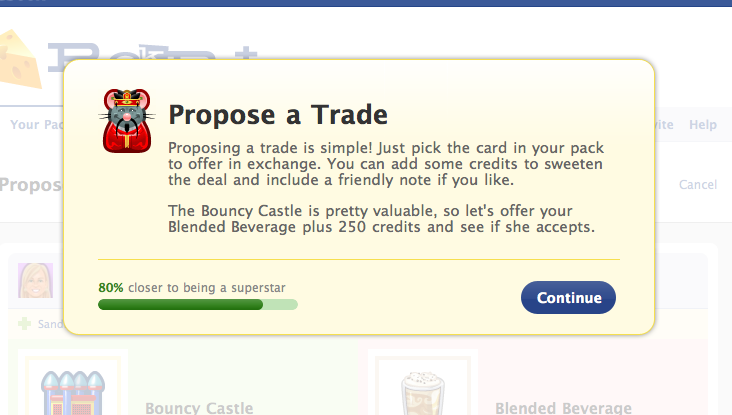 Your Pac
ite Help
Propose a Trade
Proposing a trade is simple! Just pick the card in your pack
to offer in exchange. You can add some credits to sweeten
the deal and include a friendly note if you like.
Propos
Cancel
The Bouncy Castle is pretty valuable, so let's offer your
Blended Beverage plus 250 credits and see if she accepts.
80% closer to being a superstar
Continue
Sand
Bouncy Castle
Blended Beverage